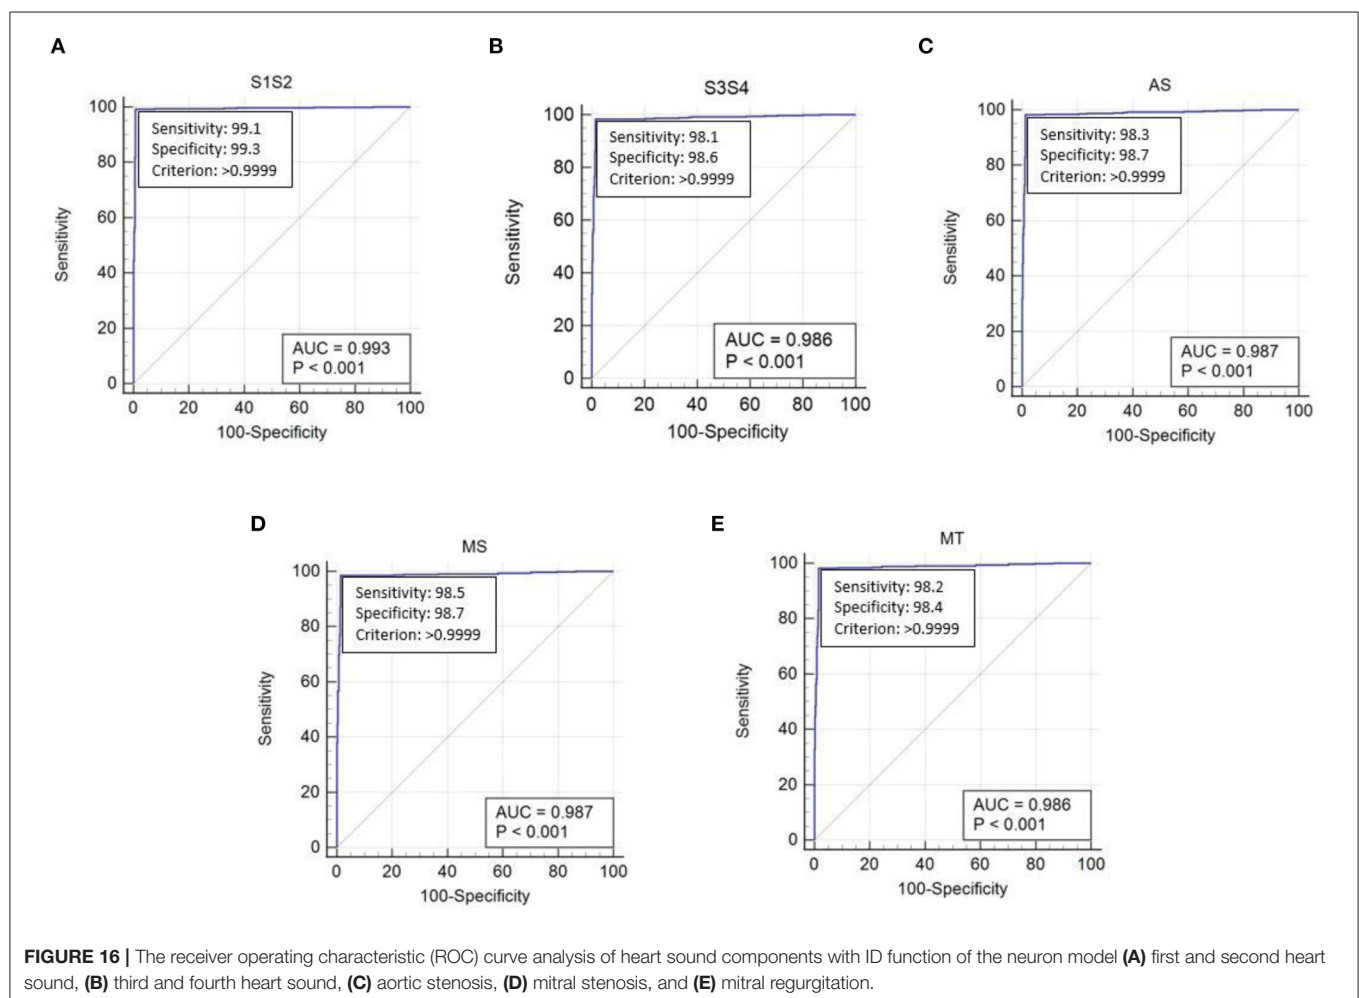 A
S1S2
100
80
60
40
20
0
Sensitivity
Sensitivity: 99.1
Specificity: 99.3
Criterion: >0.9999
AUC = 0.993
P < 0.001
0 20 40 60 80 100
100-Specificity
B
S3S4
100
80
60
40
20
0
Sensitivity
Sensitivity: 98.1
Specificity: 98.6
Criterion: >0.9999
AUC = 0.986
P < 0.001
0 20 40 60 80 100
100-Specificity
C
AS
100
80
60
40
20
0
Sensitivity
Sensitivity: 98.3
Specificity: 98.7
Criterion: >0.9999
AUC = 0.987
P < 0.001
0 20 40 60 80 100
100-Specificity
D
MS
100
80
60
40
20
0
Sensitivity
Sensitivity: 98.5
Specificity: 98.7
Criterion: >0.9999
AUC = 0.987
P < 0.001
0 20 40 60 80 100
100-Specificity
E
MT
100
80
60
40
20
0
Sensitivity
Sensitivity: 98.2
Specificity: 98.4
Criterion: >0.9999
AUC = 0.986
P < 0.001
0 20 40 60 80 100
100-Specificity
FIGURE 16 | The receiver operating characteristic (ROC) curve analysis of heart sound components with ID function of the neuron model (A) first and second heart
sound, (B) third and fourth heart sound, (C) aortic stenosis, (D) mitral stenosis, and (E) mitral regurgitation.